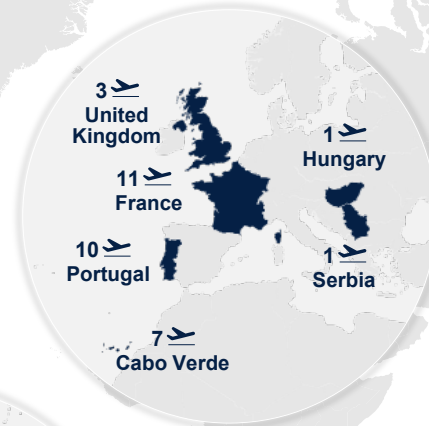 3
United
Kingdom
1
Hungary
11
France
10
Portugal
1
Serbia
7
Cabo Verde